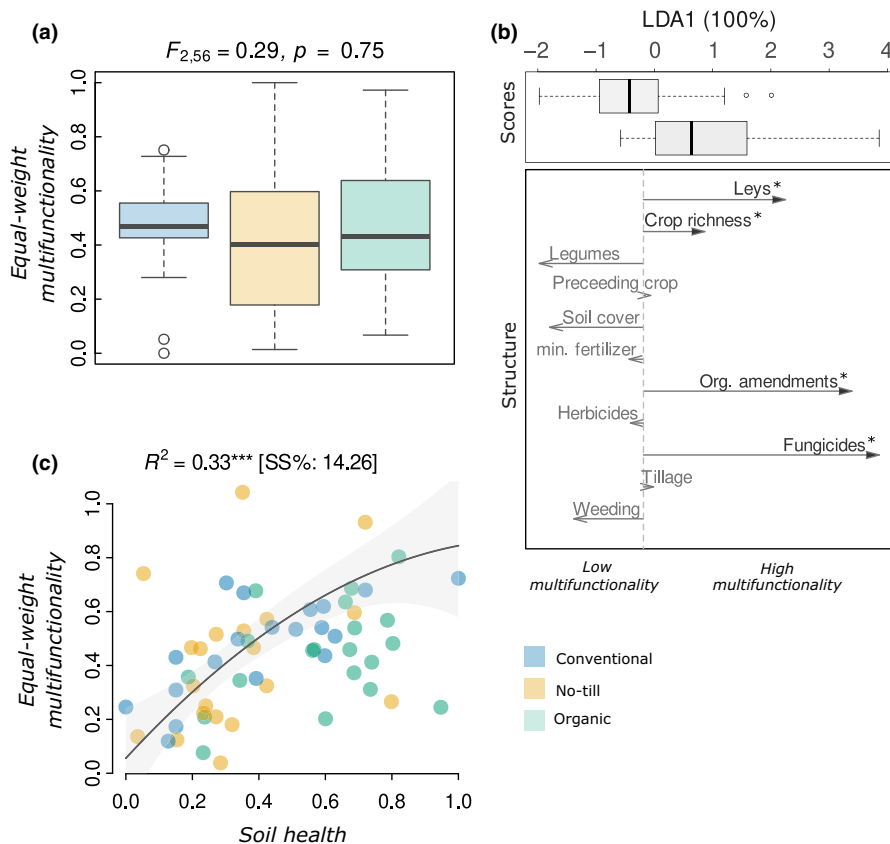 (a)
F2,56 = 0.29, p = 0.75
Equal-weight
multifunctionality
0.0 0.2 0.4 0.6 0.8 1.0
(b)
LDA1 (100%)
−2 −1 0 1 2 3 4
Scores
Structure
Leys*
Crop richness*
Legumes
Preceeding crop
Soil cover
min. fertilizer
Org. amendments*
Herbicides
Fungicides*
Tillage
Weeding
Low
multifunctionality
High
multifunctionality
(c)
R2 = 0.33*** [SS%: 14.26]
Equal-weight
multifunctionality
0.0 0.2 0.4 0.6 0.8 1.0
0.0 0.2 0.4 0.6 0.8 1.0
Soil health
Conventional
No-till
Organic